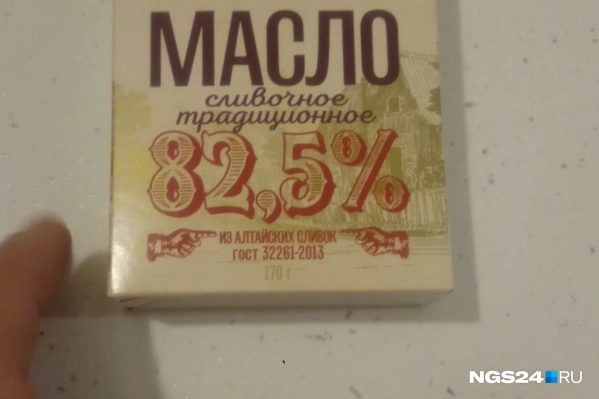 МАСЛО
сливочное
традиционное
82,5%
ИЗ АЛТАЙСКИХ СЛИВОК
ГОСТ 32261-2013
170 г
NGS24.RU